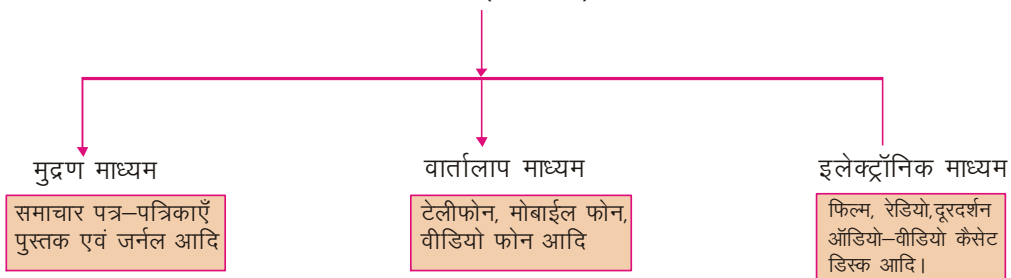 मुद्रण माध्यम
समाचार पत्र–पत्रिकाएँ
पुस्तक एवं जर्नल आदि
वार्तालाप माध्यम
टेलीफोन, मोबाईल फोन,
वीडियो फोन आदि
इलेक्ट्रॉनिक माध्यम
फिल्म, रेडियो,दूरदर्शन
ऑडियो–वीडियो कैसेट
डिस्क आदि।